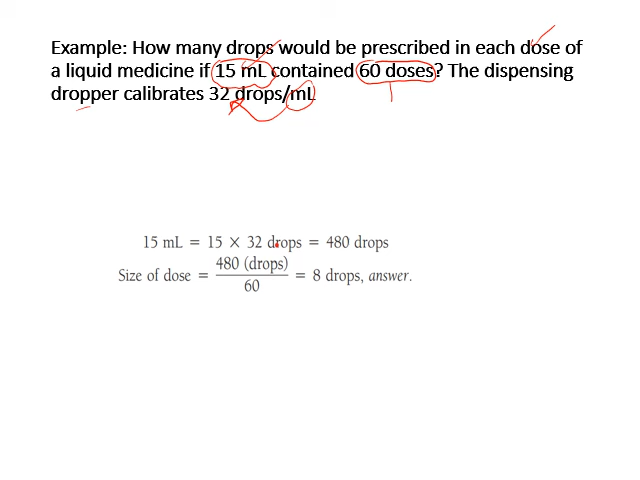 Example: How many drops would be prescribed in each dose of
a liquid medicine if 15 mL contained 60 doses? The dispensing
dropper calibrates 32 drops/mL
15 mL = 15 × 32 drops = 480 drops
Size of dose = 480 (drops) / 60 = 8 drops, answer.